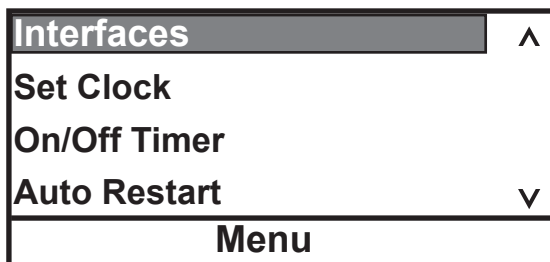 Interfaces
Set Clock
On/Off Timer
Auto Restart
Menu